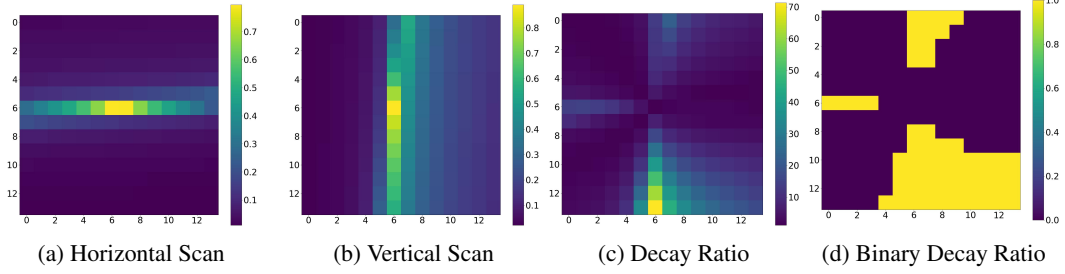 0 2 4 6 8 10 12
0 2 4 6 8 10 12
0.7 0.6 0.5 0.4 0.3 0.2 0.1
0 2 4 6 8 10 12
0 2 4 6 8 10 12
0.8 0.7 0.6 0.5 0.4 0.3 0.2 0.1
0 2 4 6 8 10 12
0 2 4 6 8 10 12
70 60 50 40 30 20 10
0 2 4 6 8 10 12
0 2 4 6 8 10 12
1.0 0.8 0.6 0.4 0.2 0.0
(a) Horizontal Scan
(b) Vertical Scan
(c) Decay Ratio
(d) Binary Decay Ratio